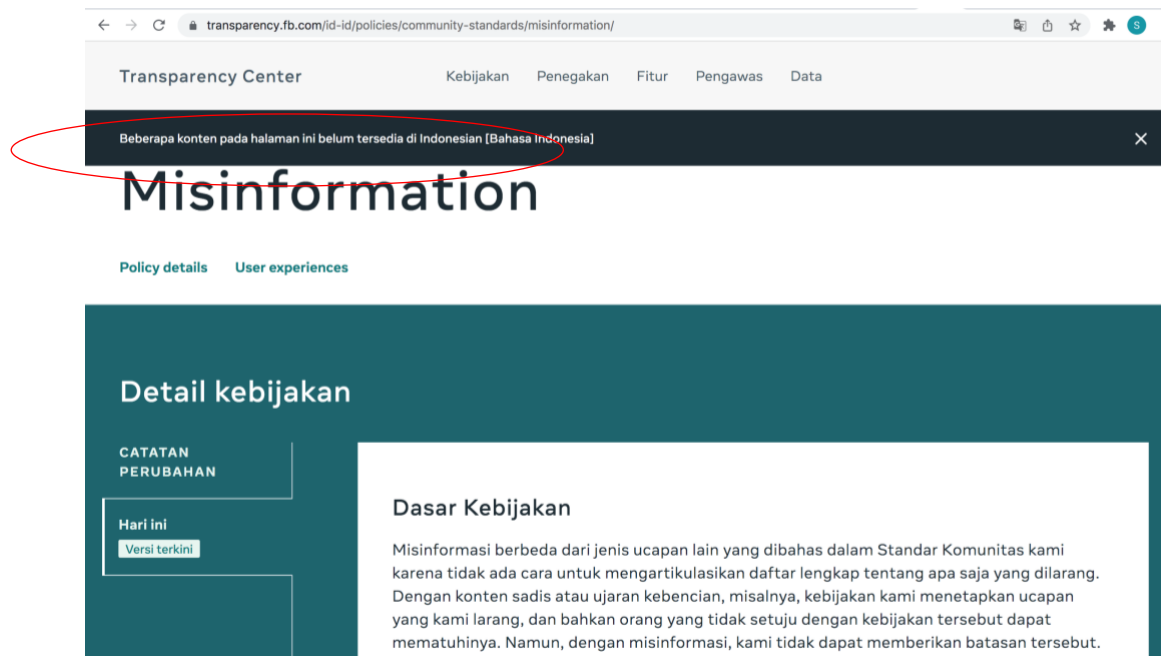 transparency.fb.com/id-id/policies/community-standards/misinformation/
S
Transparency Center
Kebijakan Penegakan Fitur Pengawas Data
Beberapa konten pada halaman ini belum tersedia di Indonesian [Bahasa Indonesia]
Misinformation
Policy details User experiences
Detail kebijakan
CATATAN
PERUBAHAN
Hari ini
Versi terkini
Dasar Kebijakan
Misinformasi berbeda dari jenis ucapan lain yang dibahas dalam Standar Komunitas kami
karena tidak ada cara untuk mengartikulasikan daftar lengkap tentang apa saja yang dilarang.
Dengan konten sadis atau ujaran kebencian, misalnya, kebijakan kami menetapkan ucapan
yang kami larang, dan bahkan orang yang tidak setuju dengan kebijakan tersebut dapat
mematuhinya. Namun, dengan misinformasi, kami tidak dapat memberikan batasan tersebut.